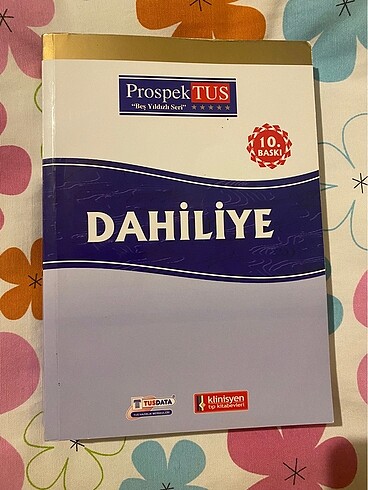 ProspekTUS
"Beş Yıldızlı Seri"
10.
BASKI
DAHİLİYE
TUSDATA
klinisyen
tıp kitabevleri